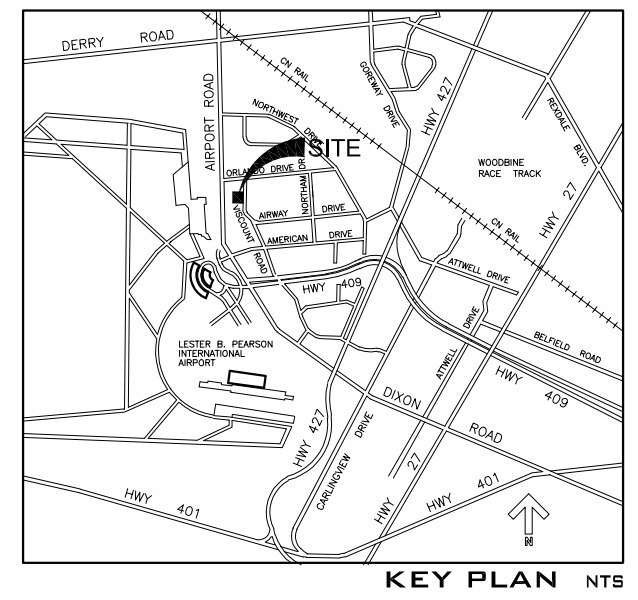 DERRY ROAD
CN RAIL
GOREWAY DRIVE
HWY 427
AIRPORT ROAD
NORTHWEST DRIVE
REXDALE BLVD.
SITE
WOODBINE
RACE TRACK
ORLANDO DRIVE
NORTHAM DR
HWY 27
VISCOUNT ROAD
AIRWAY DRIVE
CN RAIL
AMERICAN DRIVE
ATTWELL DRIVE
HWY 409
LESTER B. PEARSON
INTERNATIONAL
AIRPORT
ATTWELL DRIVE
BELFIELD ROAD
HWY 409
DIXON ROAD
HWY 427
CARLINGVIEW DRIVE
HWY 27
HWY 401
HWY 401
N
KEY PLAN NTS